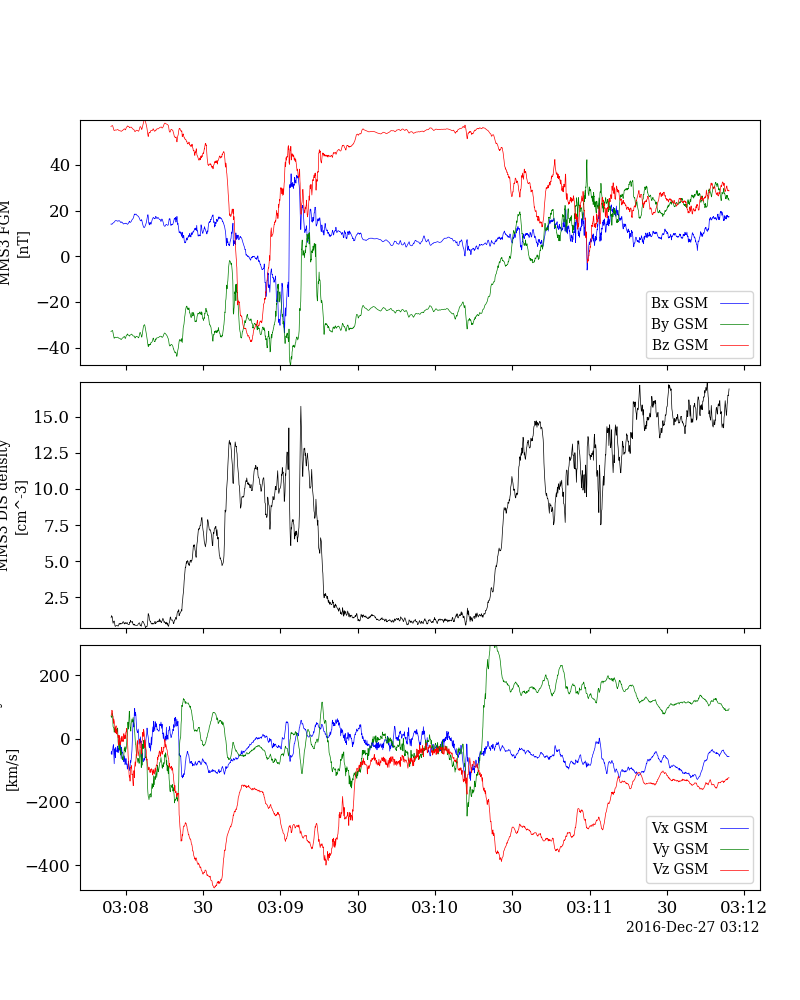 40
20
0
−20
−40
MMS3 FGM
[nT]
Bx GSM
By GSM
Bz GSM
15.0
12.5
10.0
7.5
5.0
2.5
MMS3 DIS density
[cm^-3]
200
0
−200
−400
[km/s]
Vx GSM
Vy GSM
Vz GSM
03:08 30 03:09 30 03:10 30 03:11 30 03:12
2016-Dec-27 03:12